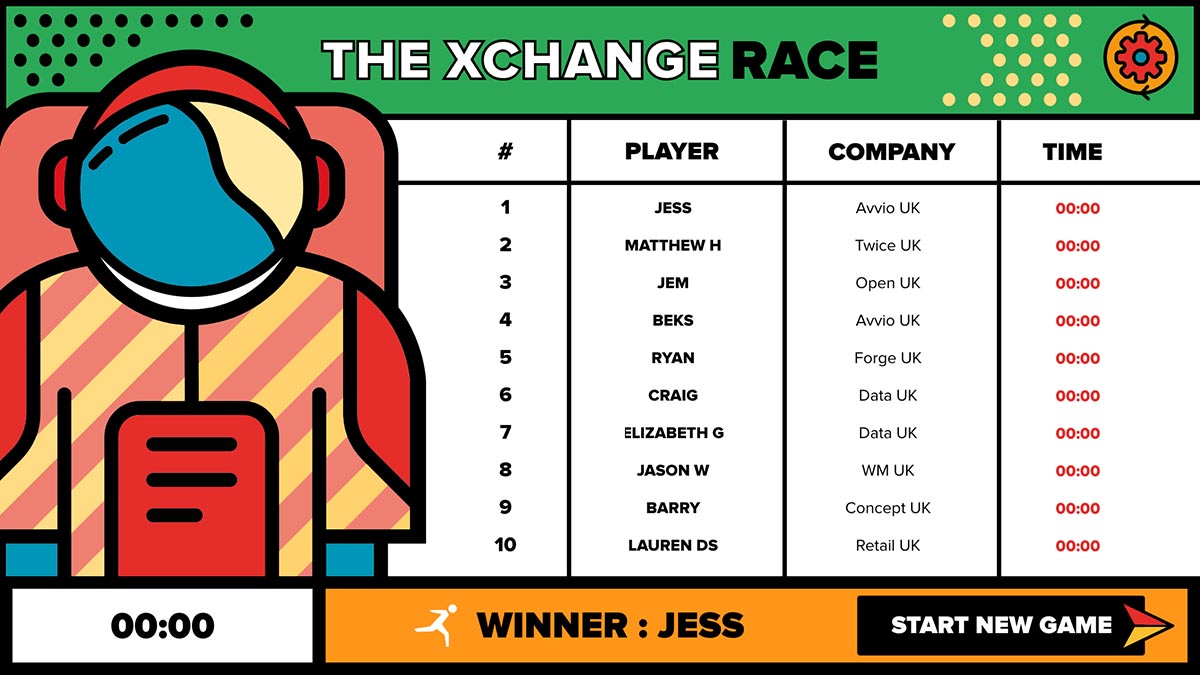 THE XCHANGE RACE
# PLAYER COMPANY TIME
1 JESS Avvio UK 00:00
2 MATTHEW H Twice UK 00:00
3 JEM Open UK 00:00
4 BEKS Avvio UK 00:00
5 RYAN Forge UK 00:00
6 CRAIG Data UK 00:00
7 ELIZABETH G Data UK 00:00
8 JASON W WM UK 00:00
9 BARRY Concept UK 00:00
10 LAUREN DS Retail UK 00:00
00:00 WINNER : JESS START NEW GAME